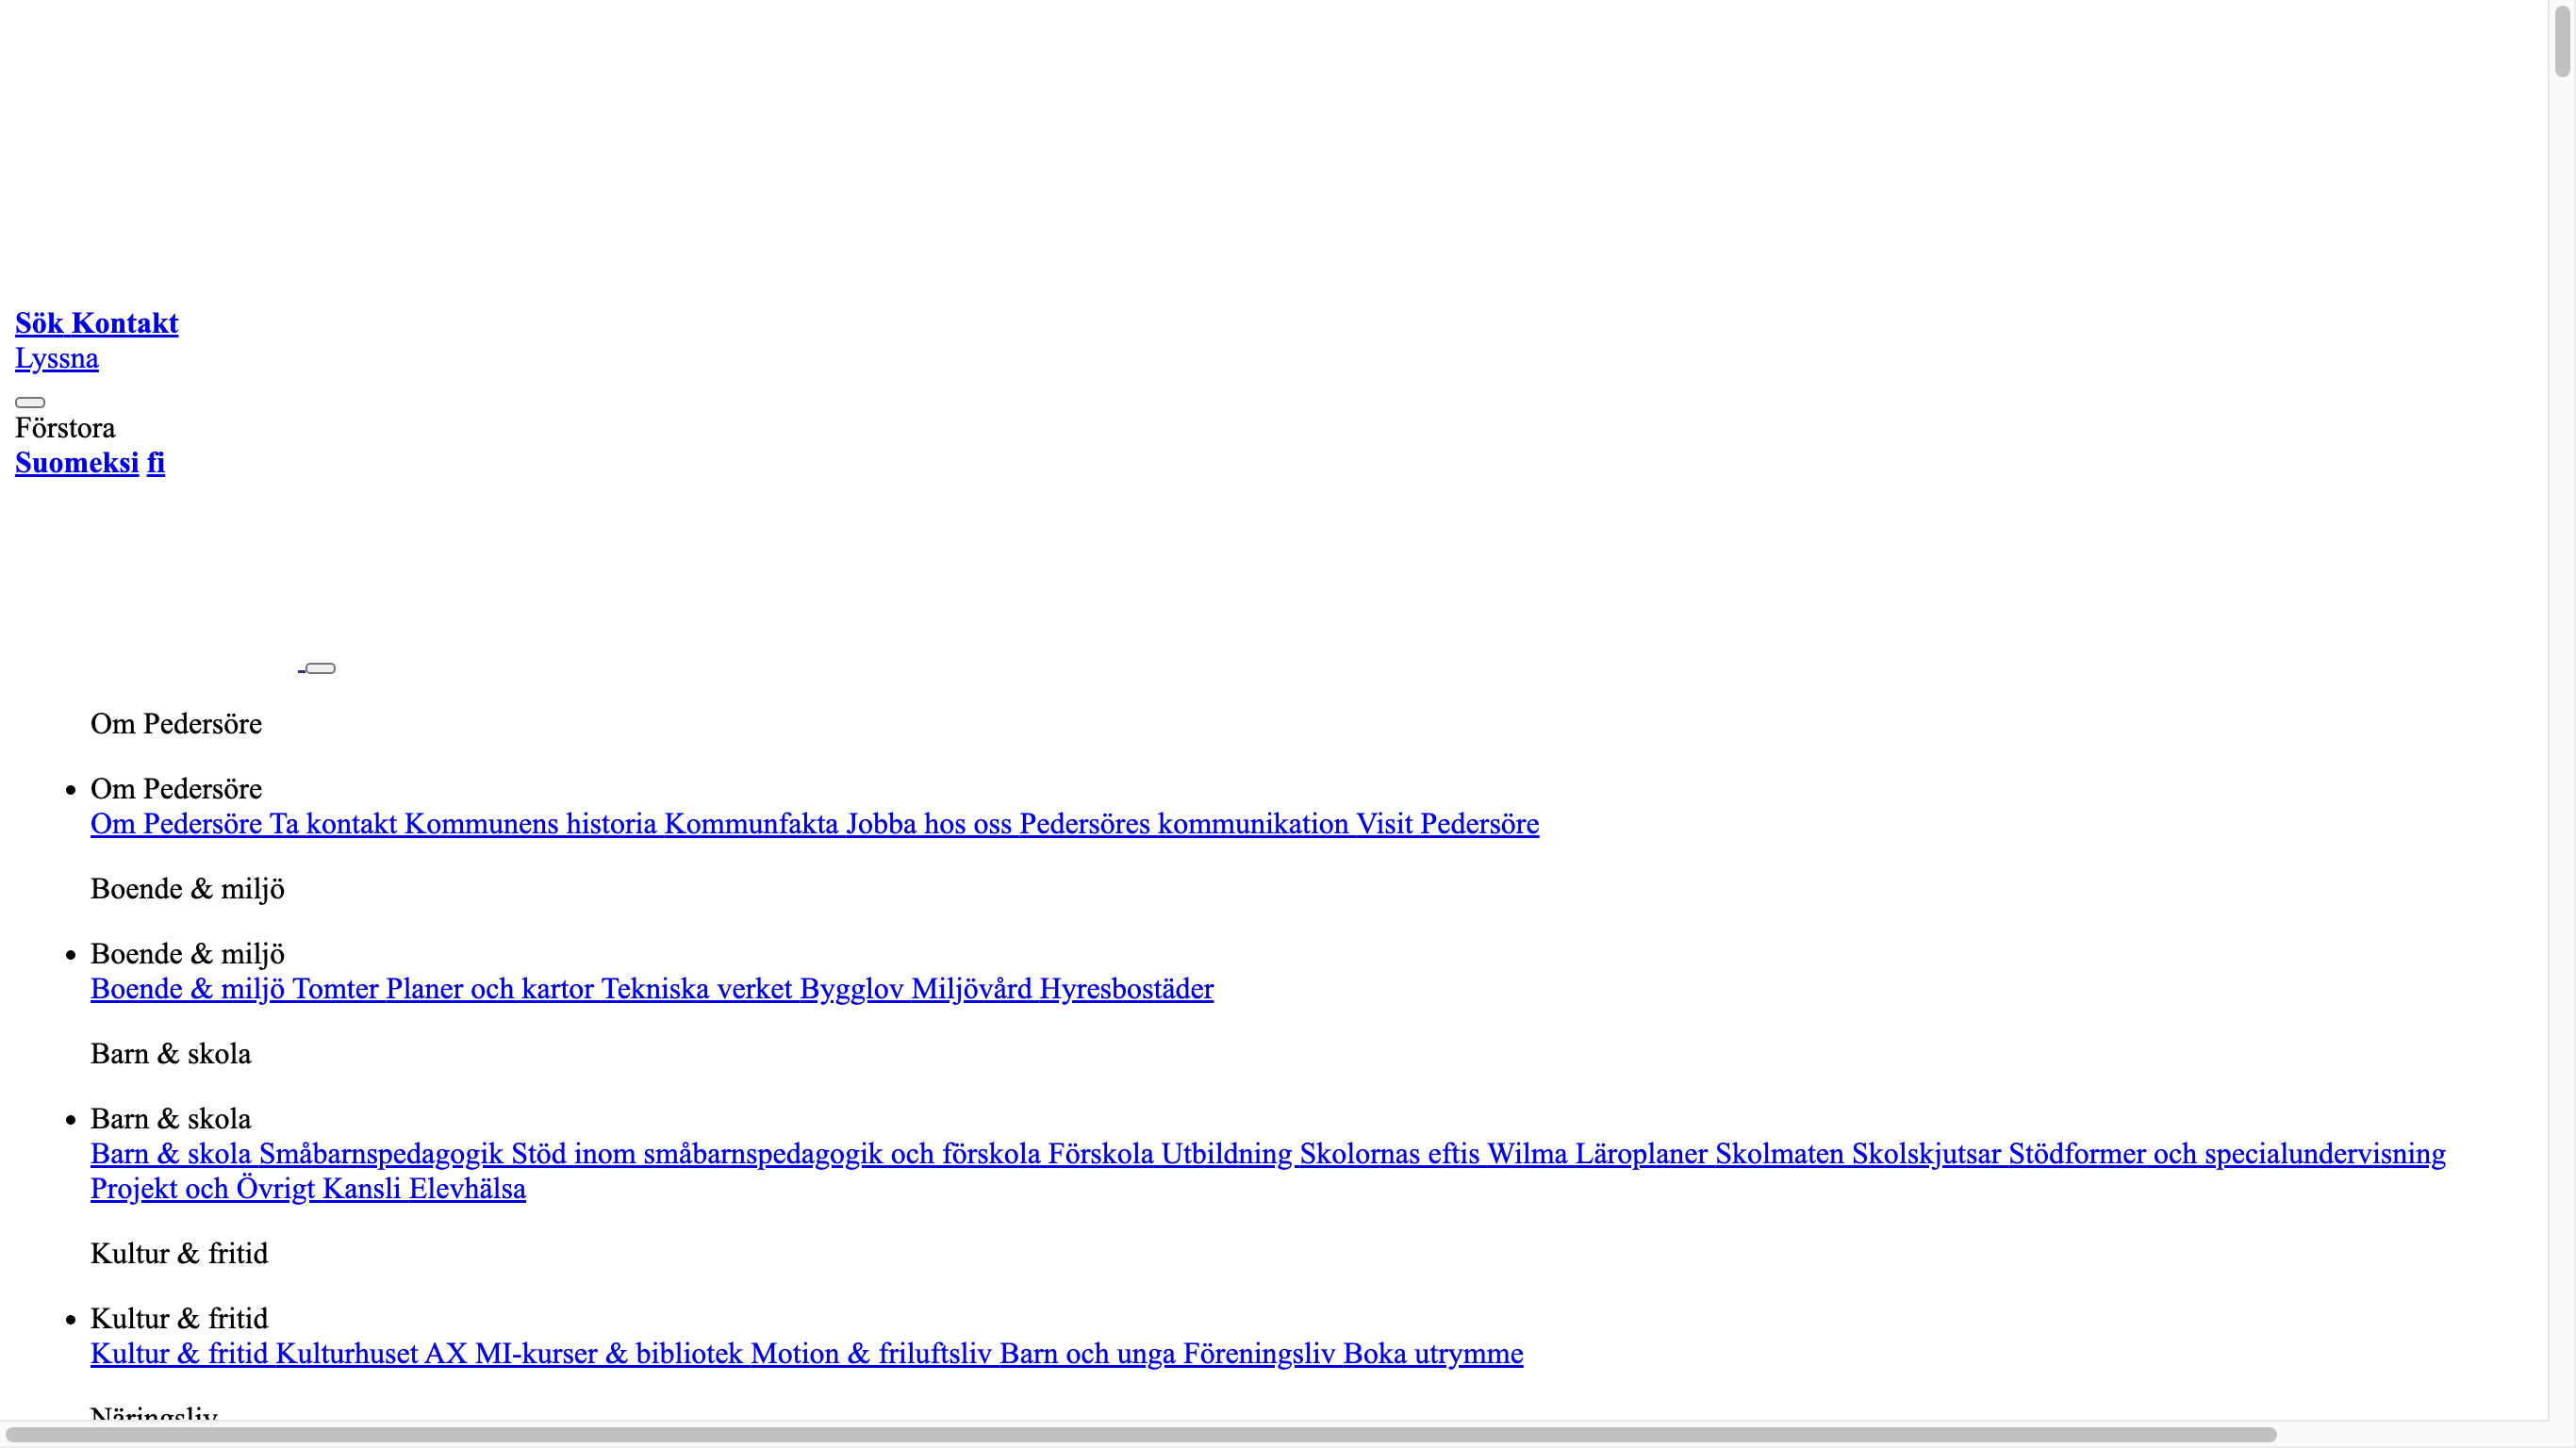 Sök Kontakt
Lyssna
Förstora
Suomeksi fi
Om Pedersöre
Om Pedersöre
Om Pedersöre Ta kontakt Kommunens historia Kommunfakta Jobba hos oss Pedersöres kommunikation Visit Pedersöre
Boende & miljö
Boende & miljö
Boende & miljö Tomter Planer och kartor Tekniska verket Bygglov Miljövård Hyresbostäder
Barn & skola
Barn & skola
Barn & skola Småbarnspedagogik Stöd inom småbarnspedagogik och förskola Förskola Utbildning Skolornas eftis Wilma Läroplaner Skolmaten Skolskjutsar Stödformer och specialundervisning
Projekt och Övrigt Kansli Elevhälsa
Kultur & fritid
Kultur & fritid
Kultur & fritid Kulturhuset AX MI-kurser & bibliotek Motion & friluftsliv Barn och unga Föreningsliv Boka utrymme
Näringsliv